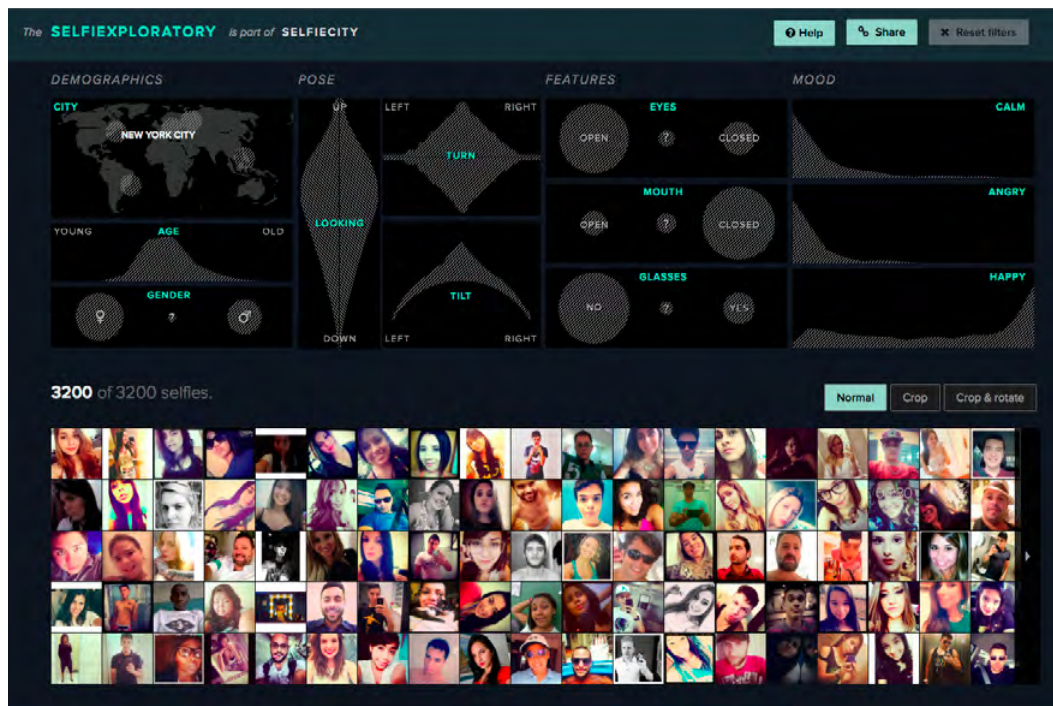 The SELFIEXPLORATORY is part of SELFIECITY
? Help
Share
✖ Reset filters
DEMOGRAPHICS
POSE
FEATURES
MOOD
CITY
NEW YORK CITY
YOUNG
AGE
OLD
GENDER
♀
?
♂
UP
LOOKING
DOWN
LEFT
RIGHT
TURN
TILT
LEFT
RIGHT
EYES
OPEN
?
CLOSED
MOUTH
OPEN
?
CLOSED
GLASSES
NO
?
YES
CALM
ANGRY
HAPPY
3200 of 3200 selfies.
Normal
Crop
Crop & rotate